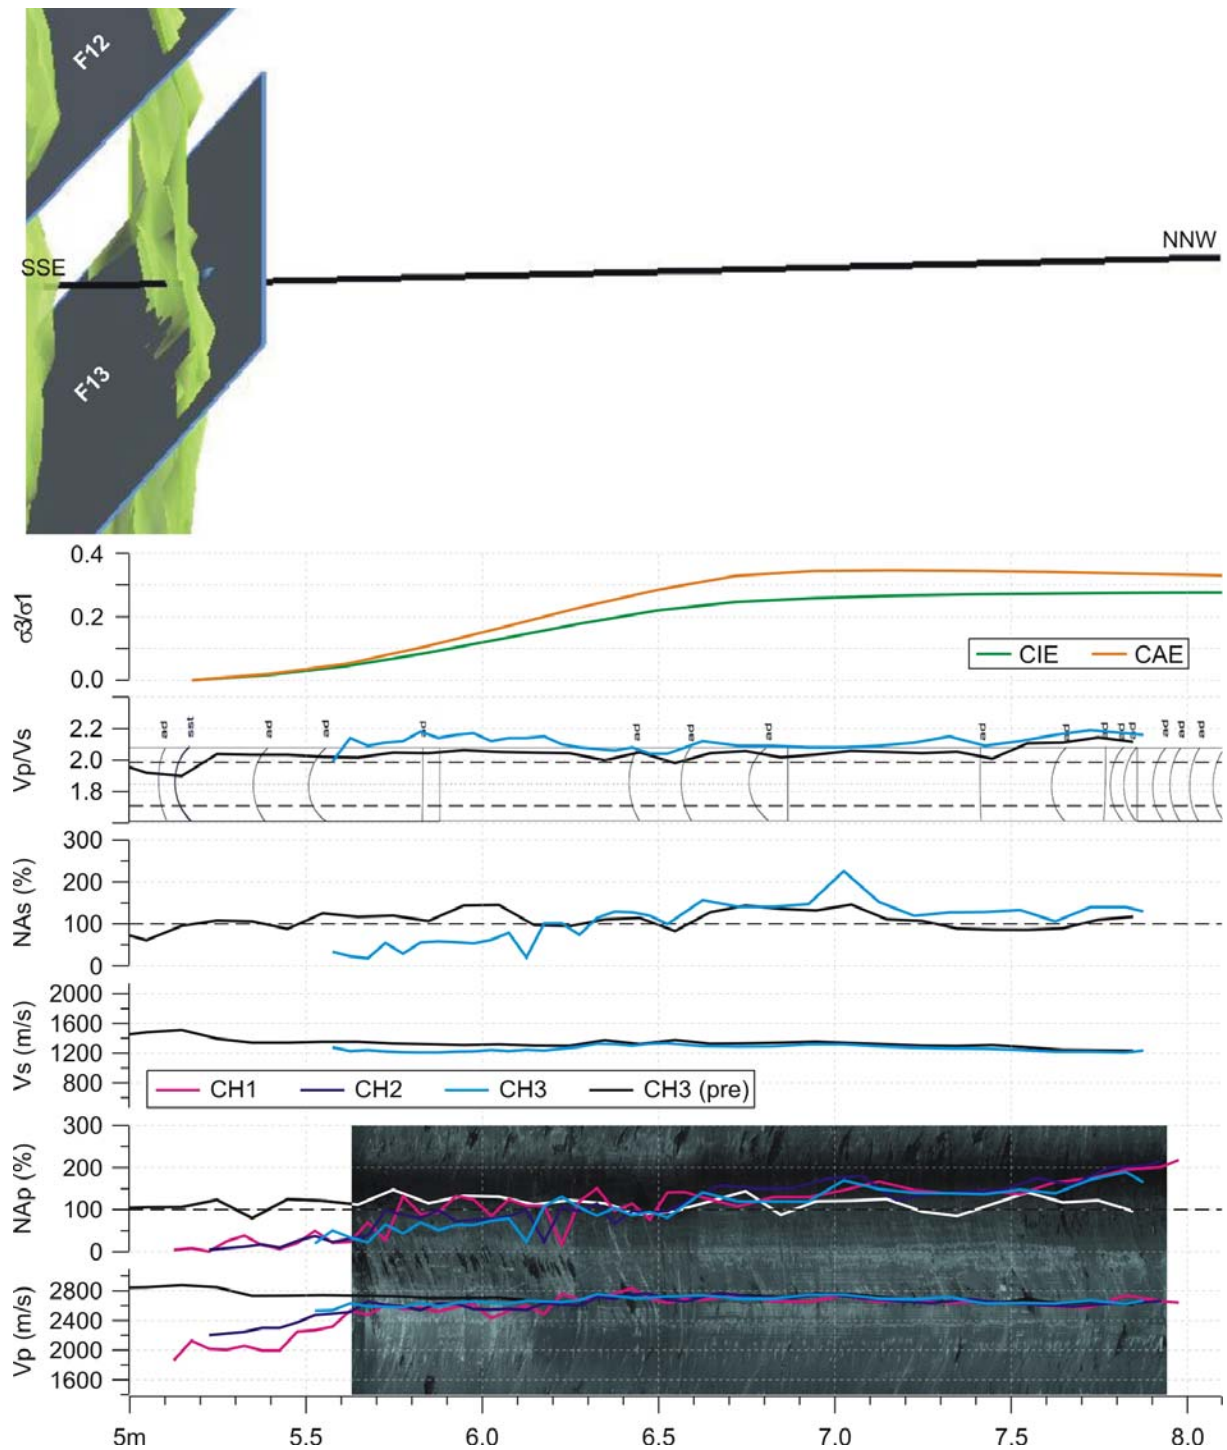 F12
SSE
NNW
F13
0.4
0.2
0.0
σ3/σ1
CIE CAE
ad sst ad ad ad ad ad ad ad ad ad ad ad ad ad ad
2.2
2.0
1.8
Vp/Vs
300
200
100
0
NAs (%)
2000
1600
1200
800
Vs (m/s)
CH1 CH2 CH3 CH3 (pre)
300
200
100
0
NAp (%)
2800
2400
2000
1600
Vp (m/s)
5m 5.5 6.0 6.5 7.0 7.5 8.0